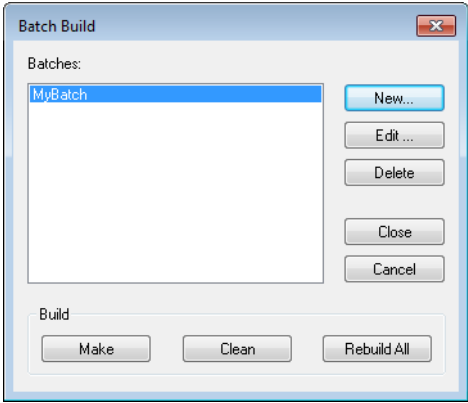 Batch Build
Batches:
MyBatch
New...
Edit ...
Delete
Close
Cancel
Build
Make
Clean
Rebuild All